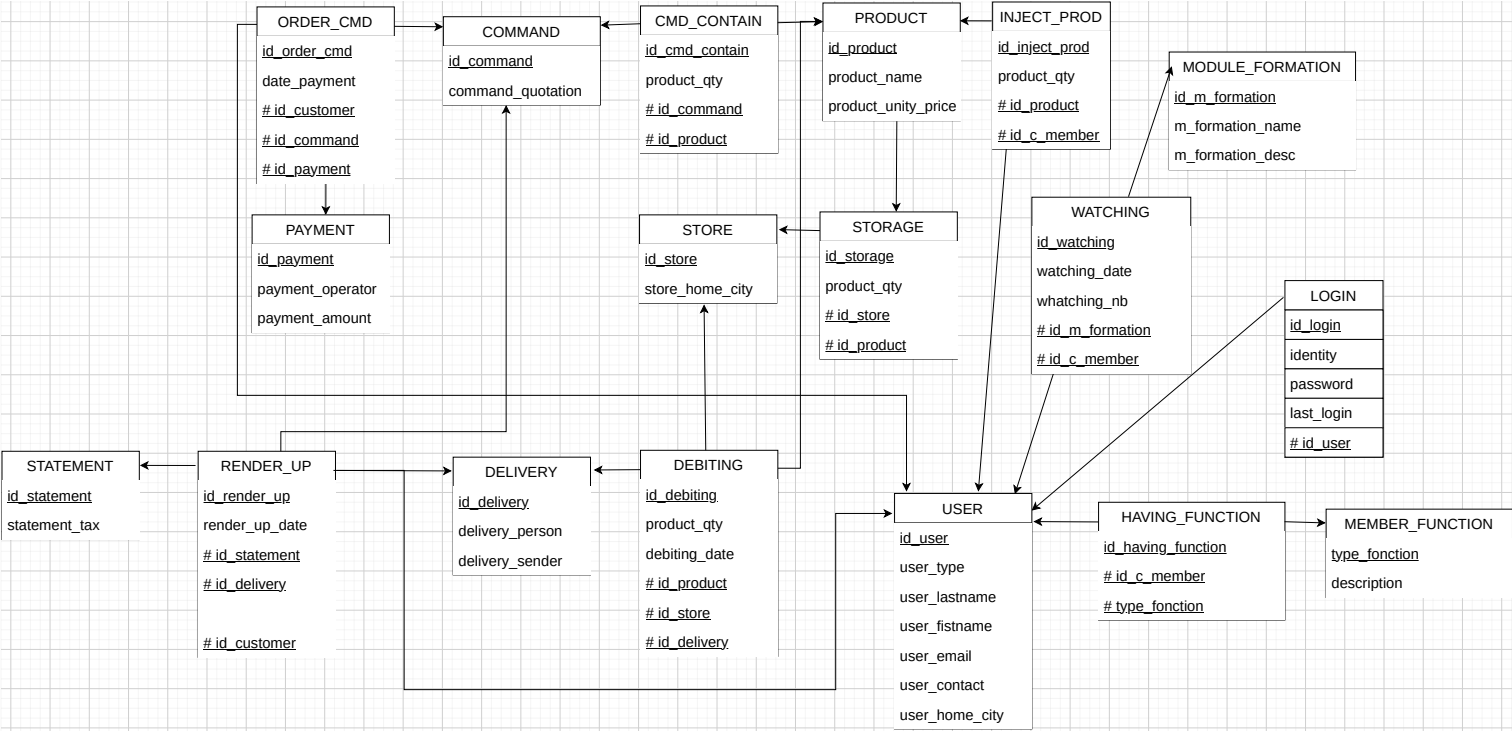 ORDER_CMD
id_order_cmd
date_payment
# id_customer
# id_command
# id_payment
COMMAND
id_command
command_quotation
CMD_CONTAIN
id_cmd_contain
product_qty
# id_command
# id_product
PRODUCT
id_product
product_name
product_unity_price
INJECT_PROD
id_inject_prod
product_qty
# id_product
# id_c_member
MODULE_FORMATION
id_m_formation
m_formation_name
m_formation_desc
PAYMENT
id_payment
payment_operator
payment_amount
STORE
id_store
store_home_city
STORAGE
id_storage
product_qty
# id_store
# id_product
WATCHING
id_watching
watching_date
whatching_nb
# id_m_formation
# id_c_member
LOGIN
id_login
identity
password
last_login
# id_user
STATEMENT
id_statement
statement_tax
RENDER_UP
id_render_up
render_up_date
# id_statement
# id_delivery
# id_customer
DELIVERY
id_delivery
delivery_person
delivery_sender
DEBITING
id_debiting
product_qty
debiting_date
# id_product
# id_store
# id_delivery
USER
id_user
user_type
user_lastname
user_fistname
user_email
user_contact
user_home_city
HAVING_FUNCTION
id_having_function
# id_c_member
# type_fonction
MEMBER_FUNCTION
type_fonction
description